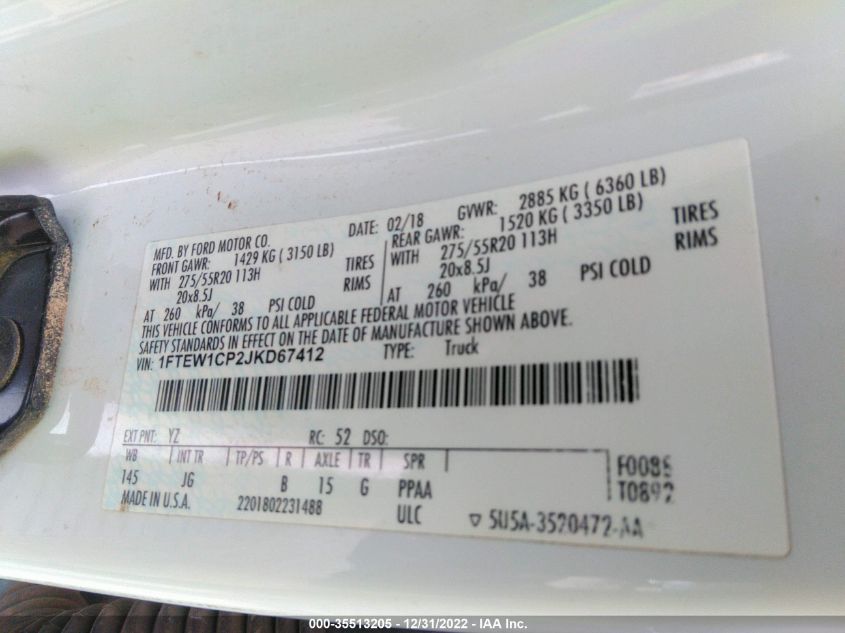 MFD. BY FORD MOTOR CO.
DATE: 02/18 GVWR: 2885 KG ( 6360 LB)
FRONT GAWR: 1429 KG ( 3150 LB)
WITH 275/55R20 113H TIRES
20x8.5J RIMS
AT 260 kPa/ 38 PSI COLD
REAR GAWR: 1520 KG ( 3350 LB)
WITH 275/55R20 113H TIRES
20x8.5J RIMS
AT 260 kPa/ 38 PSI COLD
THIS VEHICLE CONFORMS TO ALL APPLICABLE FEDERAL MOTOR VEHICLE
SAFETY STANDARDS IN EFFECT ON THE DATE OF MANUFACTURE SHOWN ABOVE.
VIN: 1FTEW1CP2JKD67412 TYPE: Truck
EXT PNT: YZ RC: 52 DSO:
WB INT TR TP/PS R AXLE TR SPR
145 JG B 15 G PPAA
F0085
T0892
MADE IN U.S.A. 2201802231488 ULC ▽ 5U5A-3520472-AA
000-35513205 - 12/31/2022 - IAA Inc.